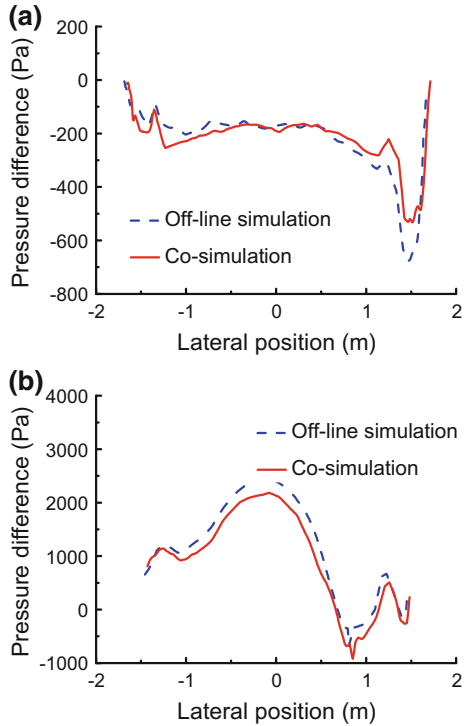 (a)
Pressure difference (Pa)
200
0
-200
-400
-600
-800
Off-line simulation
Co-simulation
-2
-1
0
1
2
Lateral position (m)
(b)
Pressure difference (Pa)
4000
3000
2000
1000
0
-1000
Off-line simulation
Co-simulation
-2
-1
0
1
2
Lateral position (m)